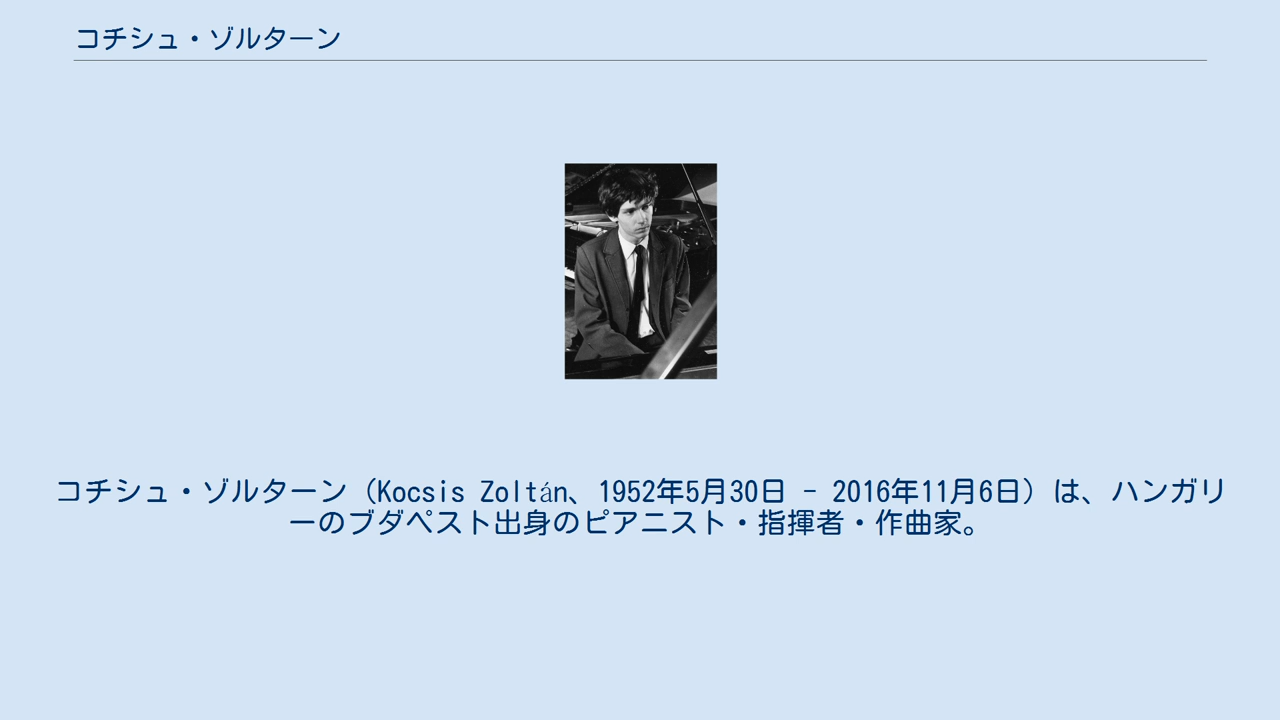 コチシュ・ゾルターン
コチシュ・ゾルターン（Kocsis Zoltán、1952年5月30日 - 2016年11月6日）は、ハンガリ
ーのブダペスト出身のピアニスト・指揮者・作曲家。